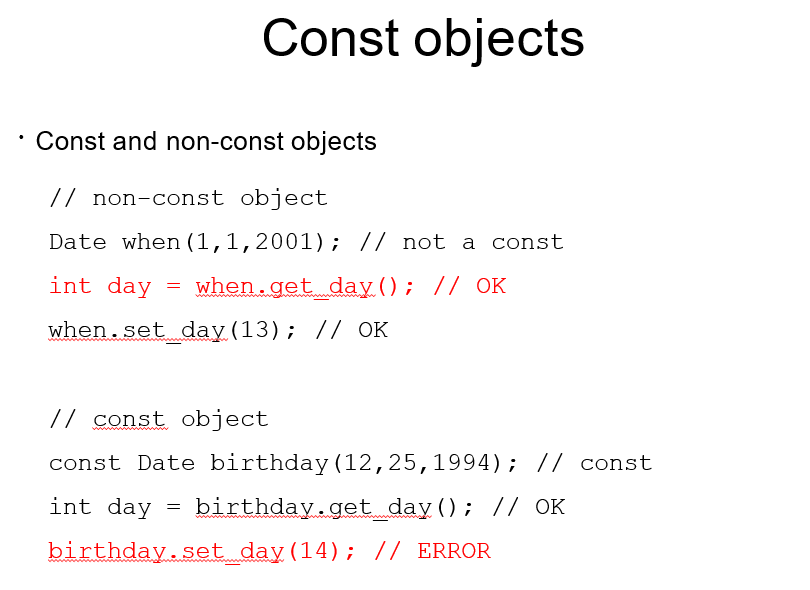 Const objects
· Const and non-const objects
// non-const object
Date when(1,1,2001); // not a const
int day = when.get_day(); // OK
when.set_day(13); // OK
// const object
const Date birthday(12,25,1994); // const
int day = birthday.get_day(); // OK
birthday.set_day(14); // ERROR